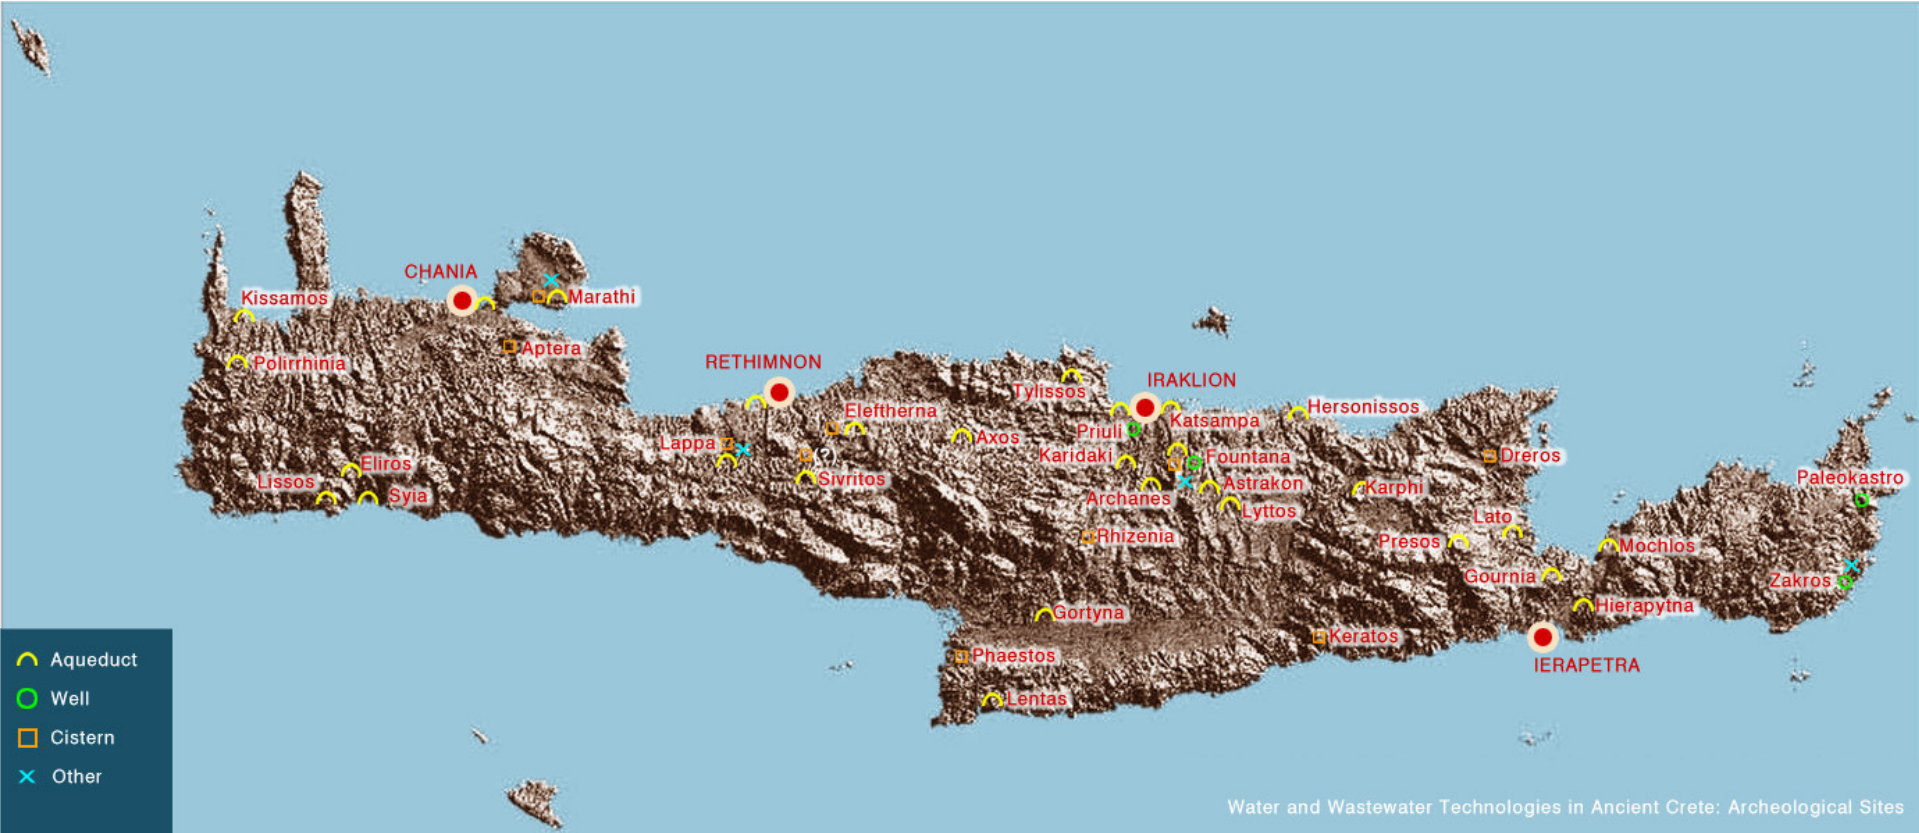 CHANIA
Kissamos
Marathi
Aptera
Polirrhinia
RETHIMNON
IRAKLION
Tylissos
Eleftherna
Hersonissos
Katsampa
Priuli
Axos
Lappa
(?)
Karidaki
Fountana
Dreros
Eliros
Lissos
Syia
Sivritos
Archanes
Astrakon
Karphi
Paleokastro
Lyttos
Lato
Rhizenia
Presos
Mochlos
Gournia
Zakros
Hierapytna
Gortyna
Keratos
Phaestos
IERAPETRA
Lentas
Aqueduct
Well
Cistern
Other
Water and Wastewater Technologies in Ancient Crete: Archeological Sites